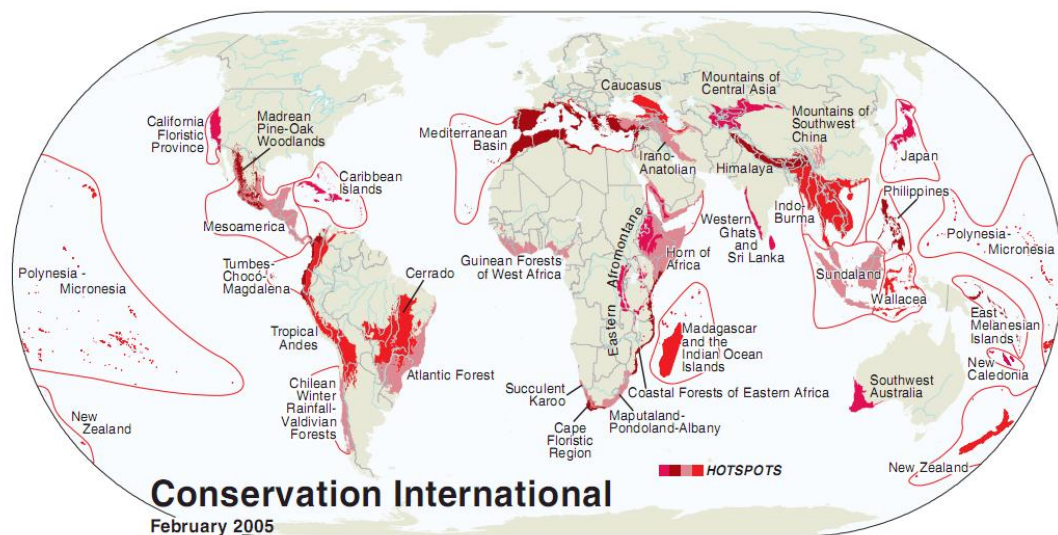 California
Floristic
Province
Madrean
Pine-Oak
Woodlands
Caribbean
Islands
Mesoamerica
Polynesia -
Micronesia
Tumbes-
Chocó-
Magdalena
Tropical
Andes
Cerrado
Atlantic Forest
Chilean
Winter
Rainfall-
Valdivian
Forests
New
Zealand
Mediterranean
Basin
Caucasus
Irano-
Anatolian
Mountains of
Central Asia
Mountains of
Southwest
China
Himalaya
Indo-
Burma
Western
Ghats
and
Sri Lanka
Japan
Philippines
Polynesia -
Micronesia
Guinean Forests
of West Africa
Eastern Afromontane
Horn of
Africa
Sundaland
Wallacea
East
Melanesian
Islands
New
Caledonia
Madagascar
and the
Indian Ocean
Islands
Coastal Forests of Eastern Africa
Succulent
Karoo
Cape
Floristic
Region
Maputaland-
Pondoland-Albany
Southwest
Australia
New Zealand
HOTSPOTS
Conservation International
February 2005